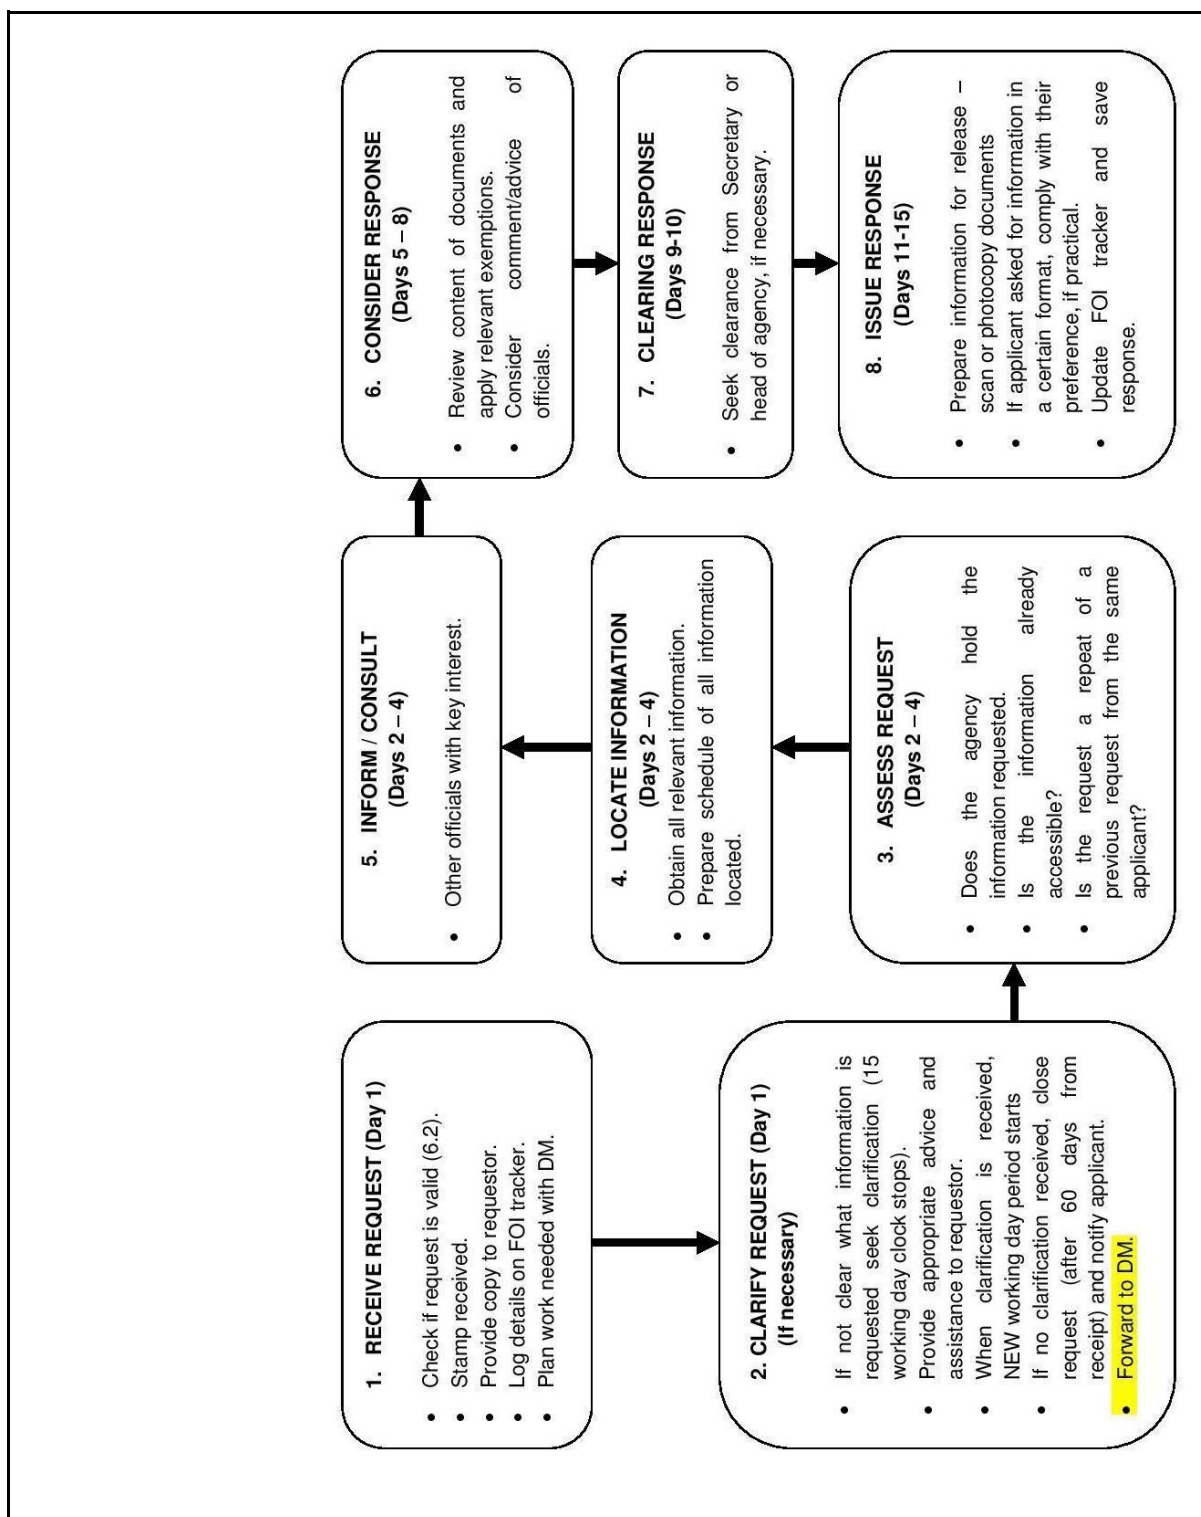 1. RECEIVE REQUEST (Day 1)
• Check if request is valid (6.2).
• Stamp received.
• Provide copy to requestor.
• Log details on FOI tracker.
• Plan work needed with DM.
2. CLARIFY REQUEST (Day 1)
(If necessary)
• If not clear what information is
requested seek clarification (15
working day clock stops).
• Provide appropriate advice and
assistance to requestor.
• When clarification is received,
NEW working day period starts
• If no clarification received, close
request (after 60 days from
receipt) and notify applicant.
• Forward to DM.
3. ASSESS REQUEST
(Days 2 – 4)
• Does the agency hold the
information requested.
• Is the information already
accessible?
• Is the request a repeat of a
previous request from the same
applicant?
4. LOCATE INFORMATION
(Days 2 – 4)
• Obtain all relevant information.
• Prepare schedule of all information
located.
5. INFORM / CONSULT
(Days 2 – 4)
• Other officials with key interest.
6. CONSIDER RESPONSE
(Days 5 – 8)
• Review content of documents and
apply relevant exemptions.
• Consider comment/advice of
officials.
7. CLEARING RESPONSE
(Days 9-10)
• Seek clearance from Secretary or
head of agency, if necessary.
8. ISSUE RESPONSE
(Days 11-15)
• Prepare information for release –
scan or photocopy documents
• If applicant asked for information in
a certain format, comply with their
preference, if practical.
• Update FOI tracker and save
response.